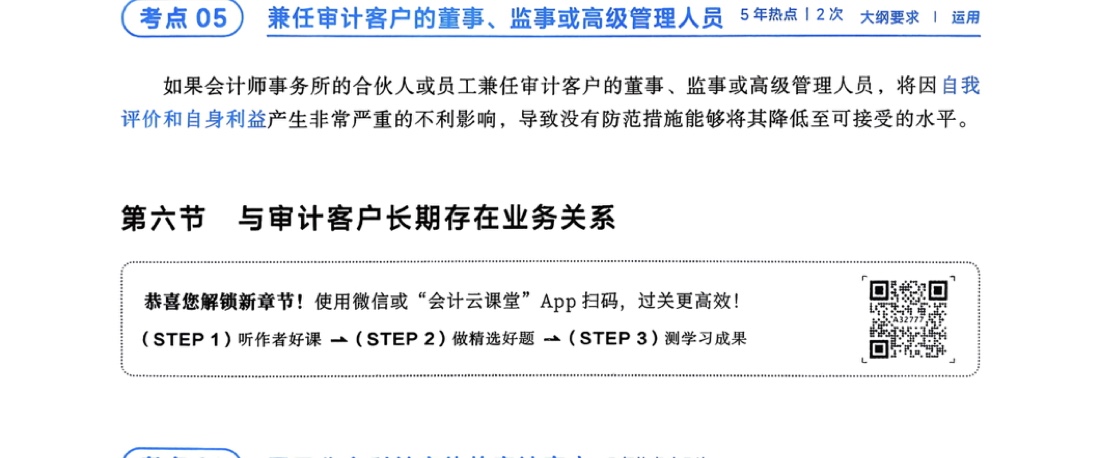 考点 05 兼任审计客户的董事、监事或高级管理人员 5 年热点 | 2 次 大纲要求 | 运用
如果会计师事务所的合伙人或员工兼任审计客户的董事、监事或高级管理人员，将因自我
评价和自身利益产生非常严重的不利影响，导致没有防范措施能够将其降低至可接受的水平。
第六节 与审计客户长期存在业务关系
恭喜您解锁新章节！使用微信或“会计云课堂”App 扫码，过关更高效！
（STEP 1）听作者好课 →（STEP 2）做精选好题 →（STEP 3）测学习成果
A32777